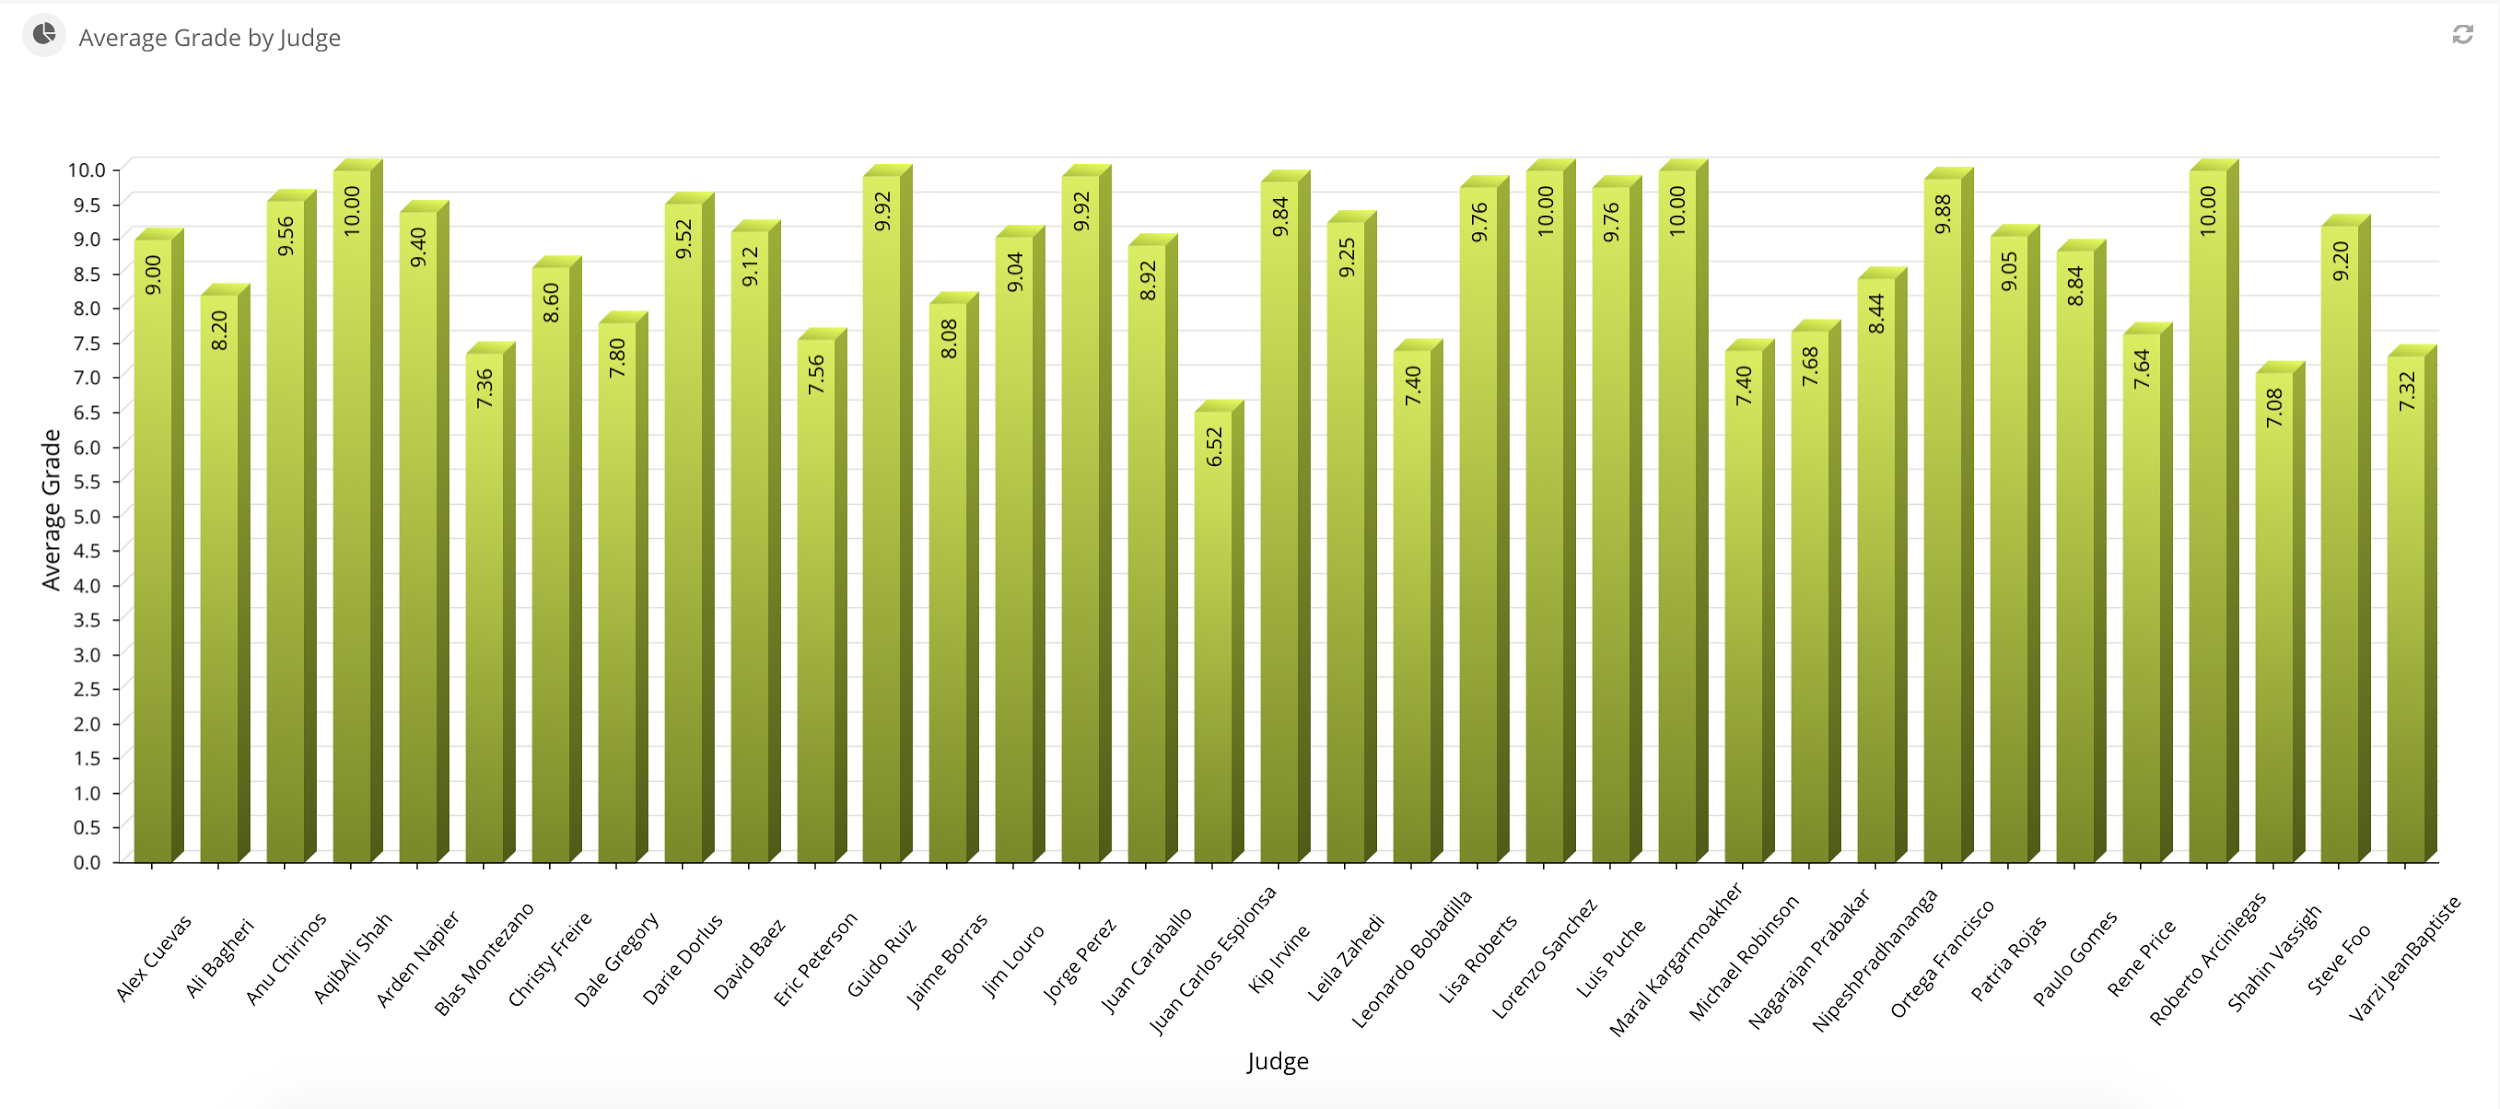 Average Grade by Judge
Average Grade
10.0
9.5
9.0
8.5
8.0
7.5
7.0
6.5
6.0
5.5
5.0
4.5
4.0
3.5
3.0
2.5
2.0
1.5
1.0
0.5
0.0
9.00
8.20
9.56
10.00
9.40
7.36
8.60
7.80
9.52
9.12
7.56
9.92
8.08
9.04
9.92
8.92
6.52
9.84
9.25
7.40
9.76
10.00
9.76
10.00
7.40
7.68
8.44
9.88
9.05
8.84
7.64
10.00
7.08
9.20
7.32
Alex Cuevas
Ali Bagheri
Anu Chirinos
AqibAli Shah
Arden Napier
Blas Montezano
Christy Freire
Dale Gregory
Darie Dorlus
David Baez
Eric Peterson
Guido Ruiz
Jaime Borras
Jim Louro
Jorge Perez
Juan Caraballo
Juan Carlos Espionsa
Kip Irvine
Leila Zahedi
Leonardo Bobadilla
Lisa Roberts
Lorenzo Sanchez
Luis Puche
Maral Kargarmoakher
Michael Robinson
Nagarajan Prabakar
NipeshPradhananga
Ortega Francisco
Patria Rojas
Paulo Gomes
Rene Price
Roberto Arciniegas
Shahin Vassigh
Steve Foo
Varzi JeanBaptiste
Judge